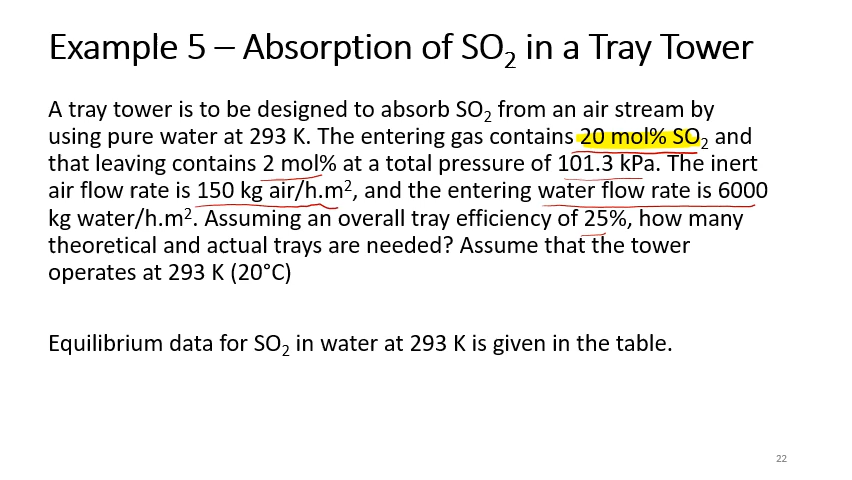 Example 5 – Absorption of SO₂ in a Tray Tower
A tray tower is to be designed to absorb SO₂ from an air stream by
using pure water at 293 K. The entering gas contains 20 mol% SO₂ and
that leaving contains 2 mol% at a total pressure of 101.3 kPa. The inert
air flow rate is 150 kg air/h.m², and the entering water flow rate is 6000
kg water/h.m². Assuming an overall tray efficiency of 25%, how many
theoretical and actual trays are needed? Assume that the tower
operates at 293 K (20°C)
Equilibrium data for SO₂ in water at 293 K is given in the table.
22